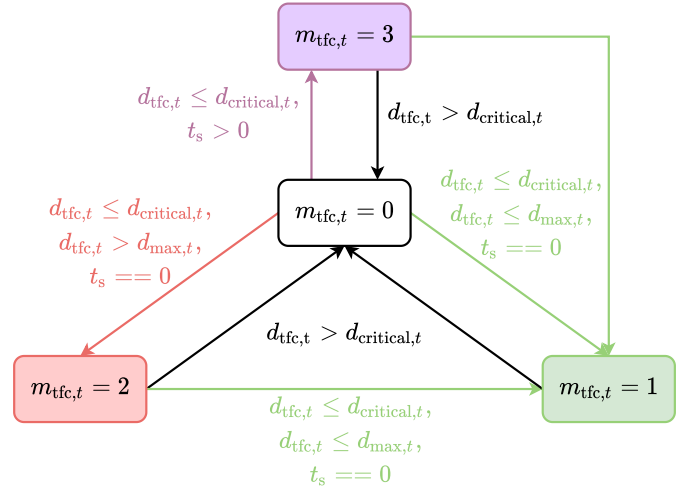 m_tfc,t = 3
d_tfc,t ≤ d_critical,t,
t_s > 0
d_tfc,t > d_critical,t
d_tfc,t ≤ d_critical,t,
d_tfc,t ≤ d_max,t,
t_s == 0
m_tfc,t = 0
d_tfc,t ≤ d_critical,t,
d_tfc,t > d_max,t,
t_s == 0
d_tfc,t > d_critical,t
m_tfc,t = 2
m_tfc,t = 1
d_tfc,t ≤ d_critical,t,
d_tfc,t ≤ d_max,t,
t_s == 0